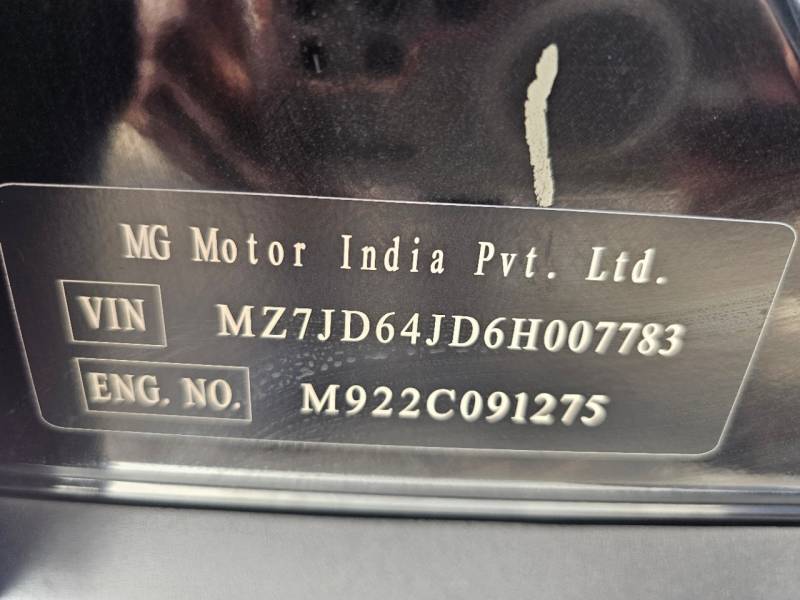 MG Motor India Pvt. Ltd.
VIN MZ7JD64JD6H007783
ENG. NO. M922C091275